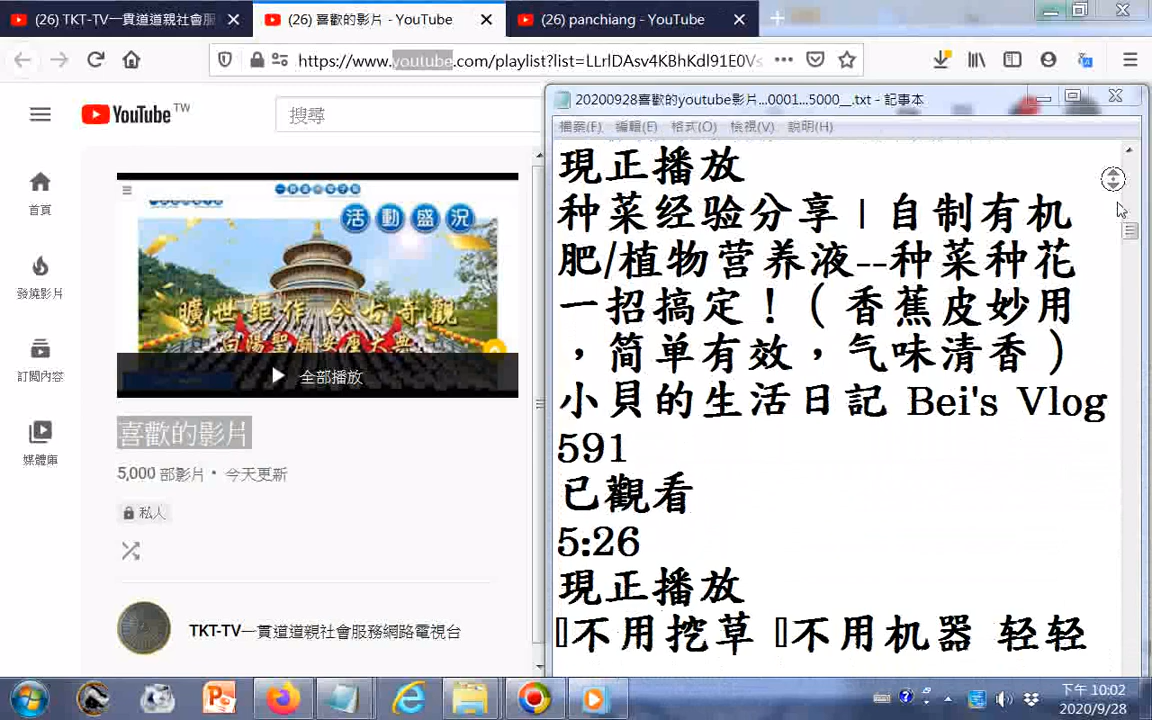 (26) TKT-TV一貫道道親社會服
(26) 喜歡的影片 - YouTube
(26) panchiang - YouTube
https://www.youtube.com/playlist?list=LLrlDAsv4KBhKdl91E0Vs
YouTube TW
搜尋
首頁
發燒影片
訂閱內容
媒體庫
活動盛況
曠世鉅作 今古奇觀
白陽聖廟安座大典
全部播放
喜歡的影片
5,000 部影片 • 今天更新
私人
TKT-TV一貫道道親社會服務網路電視台
20200928喜歡的youtube影片...0001...5000__.txt - 記事本
檔案(F) 編輯(E) 格式(O) 檢視(V) 說明(H)
現正播放
种菜经验分享 | 自制有机
肥/植物营养液--种菜种花
一招搞定！（香蕉皮妙用
，简单有效，气味清香）
小貝的生活日記 Bei's Vlog
591
已觀看
5:26
現正播放
不用挖草 不用机器 轻轻
下午 10:02
2020/9/28